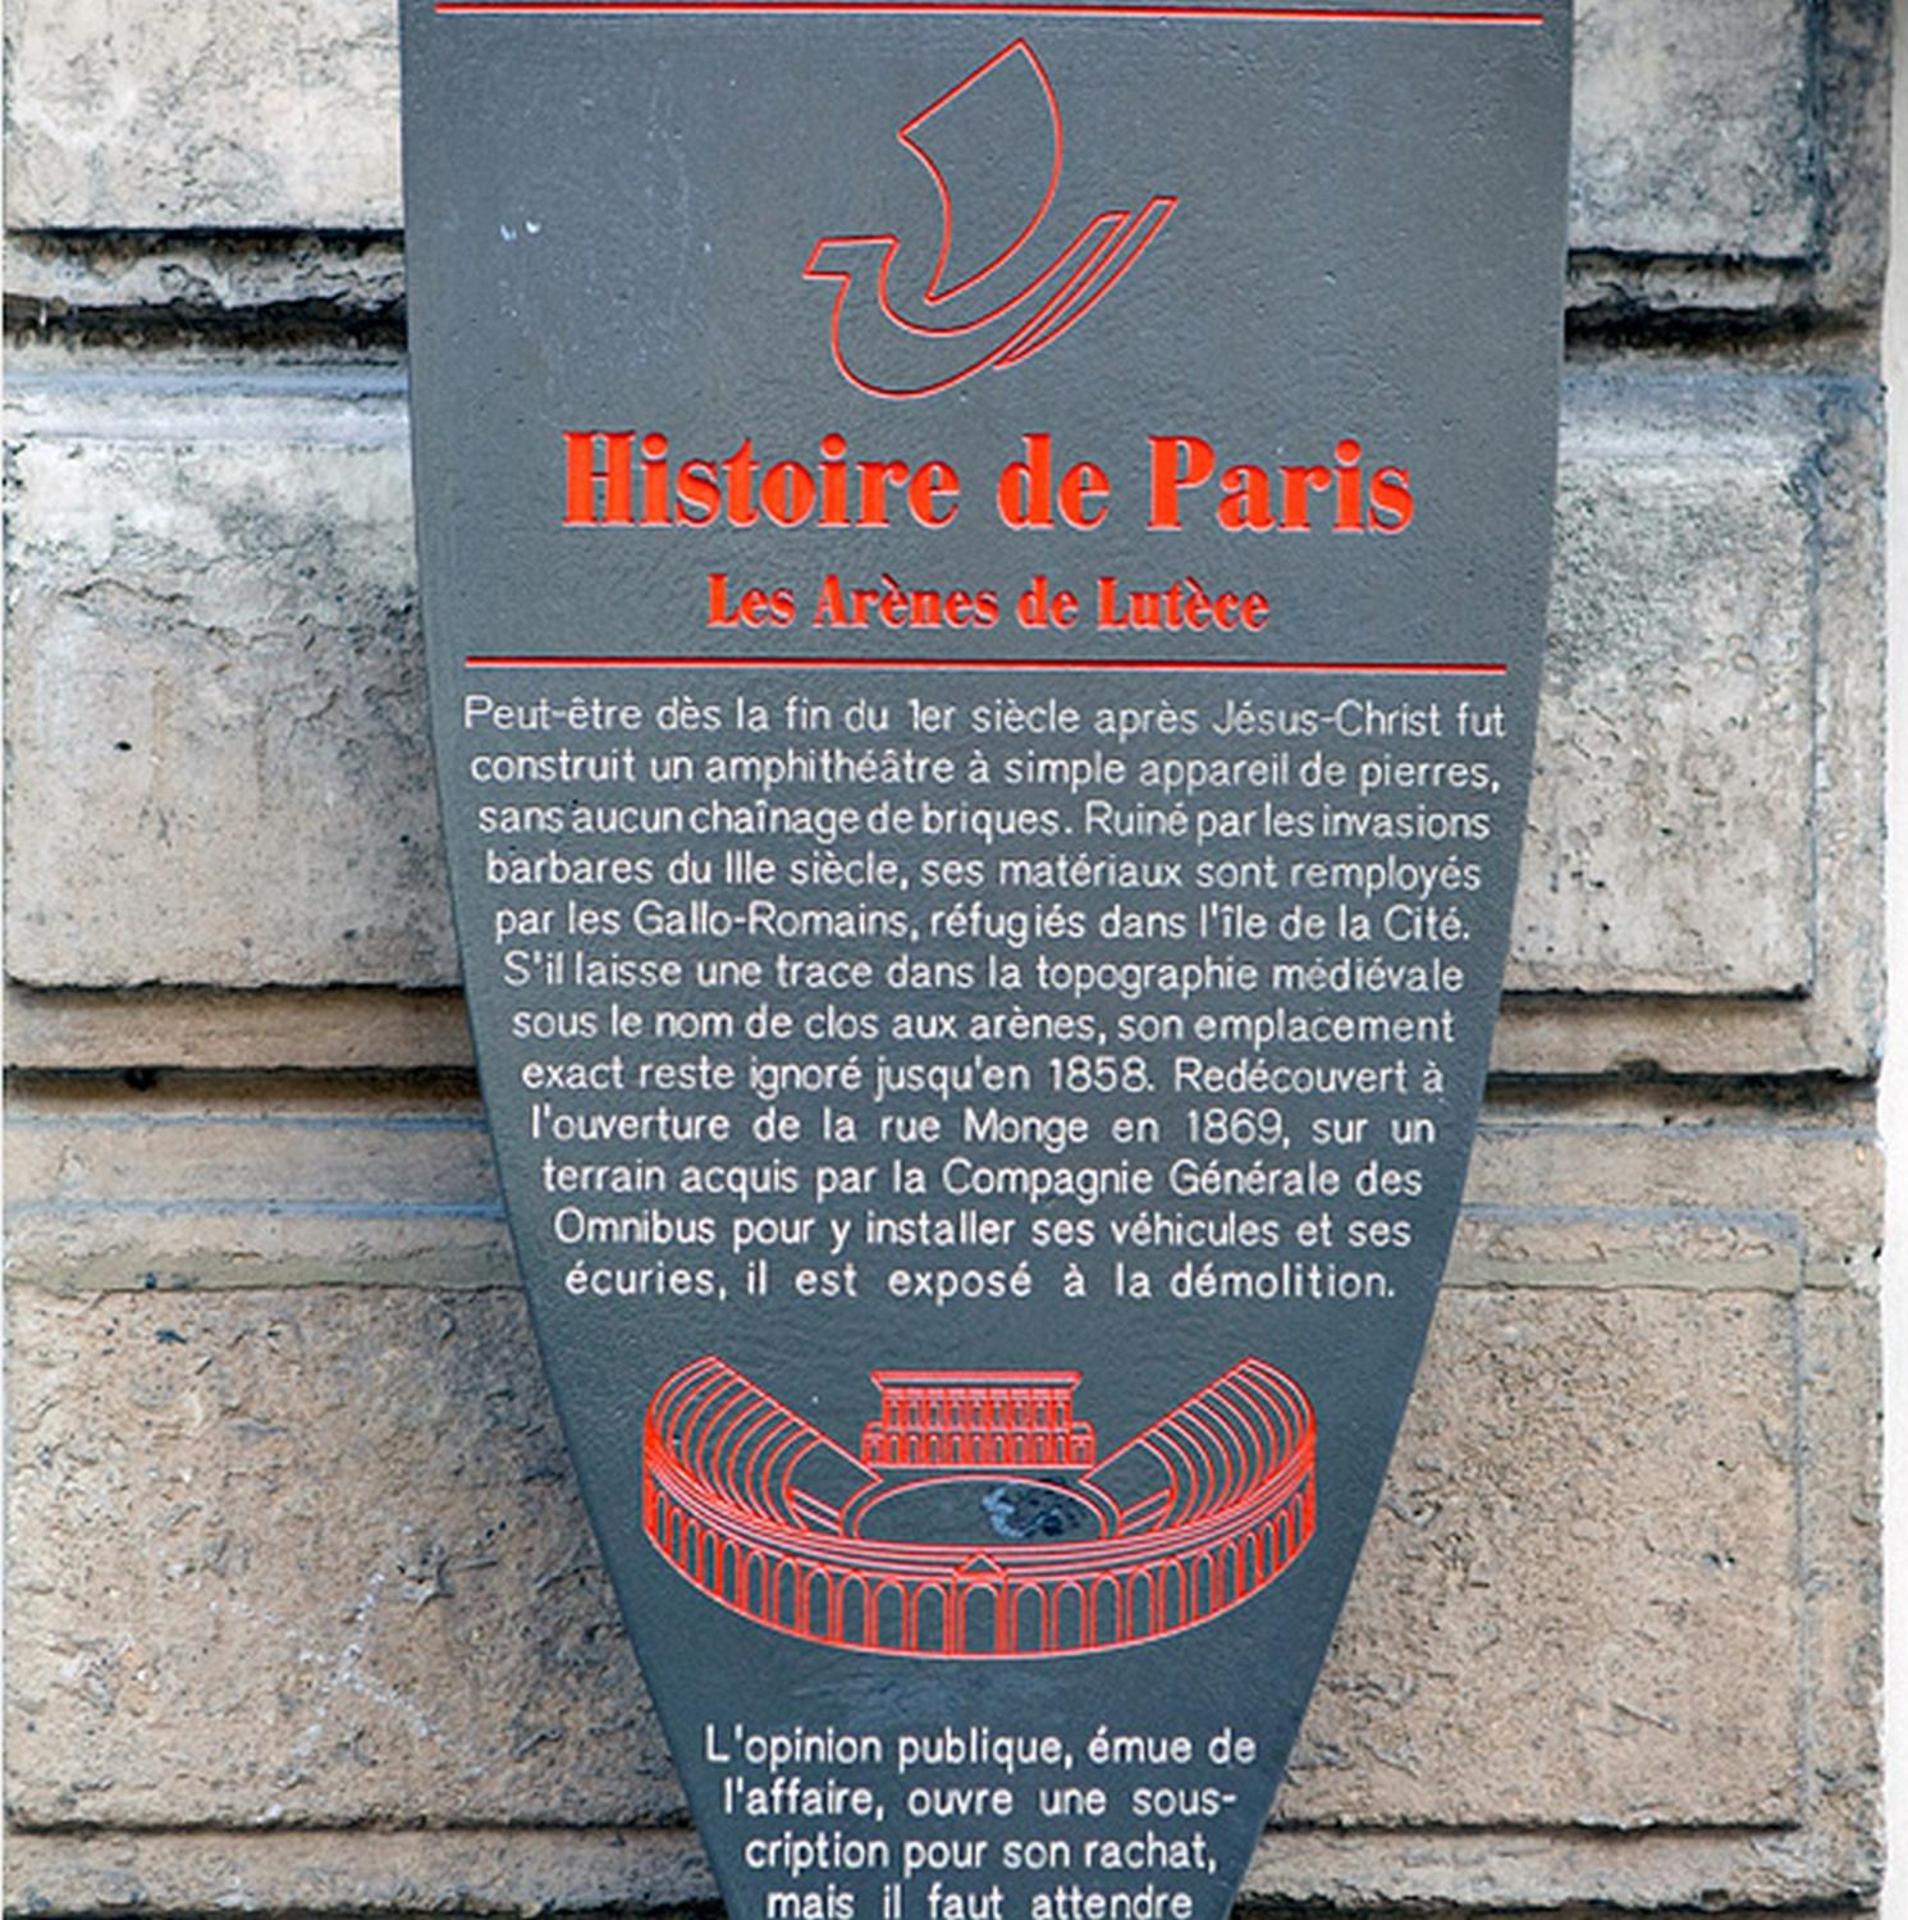 Histoire de Paris
Les Arènes de Lutèce
Peut-être dès la fin du 1er siècle après Jésus-Christ fut
construit un amphithéâtre à simple appareil de pierres,
sans aucun chaînage de briques. Ruiné par les invasions
barbares du IIIe siècle, ses matériaux sont remployés
par les Gallo-Romains, réfugiés dans l'île de la Cité.
S'il laisse une trace dans la topographie médiévale
sous le nom de clos aux arènes, son emplacement
exact reste ignoré jusqu'en 1858. Redécouvert à
l'ouverture de la rue Monge en 1869, sur un
terrain acquis par la Compagnie Générale des
Omnibus pour y installer ses véhicules et ses
écuries, il est exposé à la démolition.
L'opinion publique, émue de
l'affaire, ouvre une sous-
cription pour son rachat,
mais il faut attendre